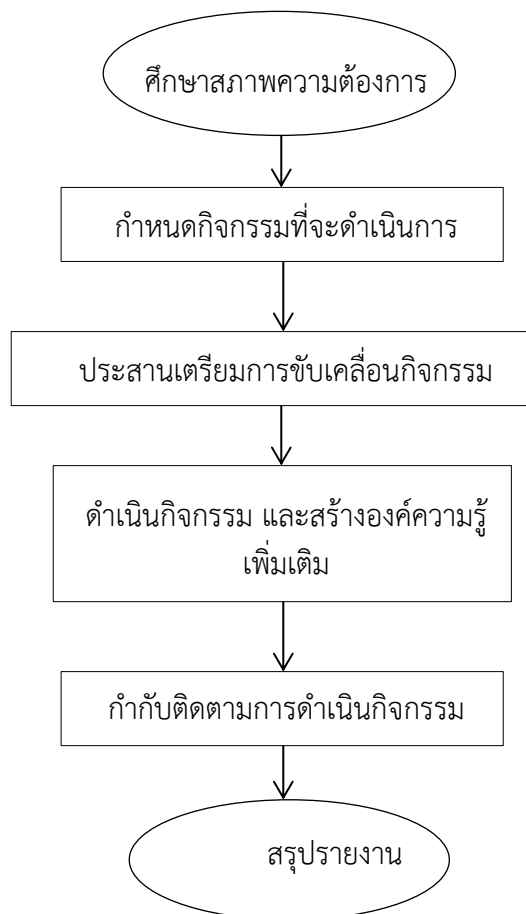 ศึกษาสภาพความต้องการ
กำหนดกิจกรรมที่จะดำเนินการ
ประสานเตรียมการขับเคลื่อนกิจกรรม
ดำเนินกิจกรรม และสร้างองค์ความรู้
เพิ่มเติม
กำกับติดตามการดำเนินกิจกรรม
สรุปรายงาน